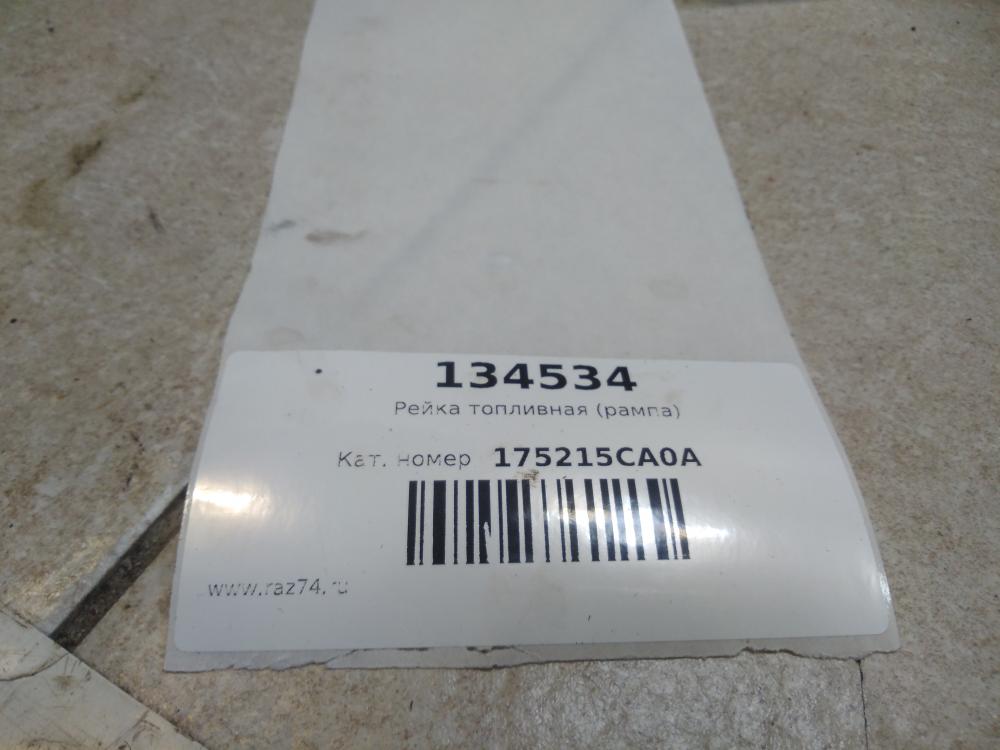 134534
Рейка топливная (рампа)
Кат. номер 175215CA0A
www.raz74.ru